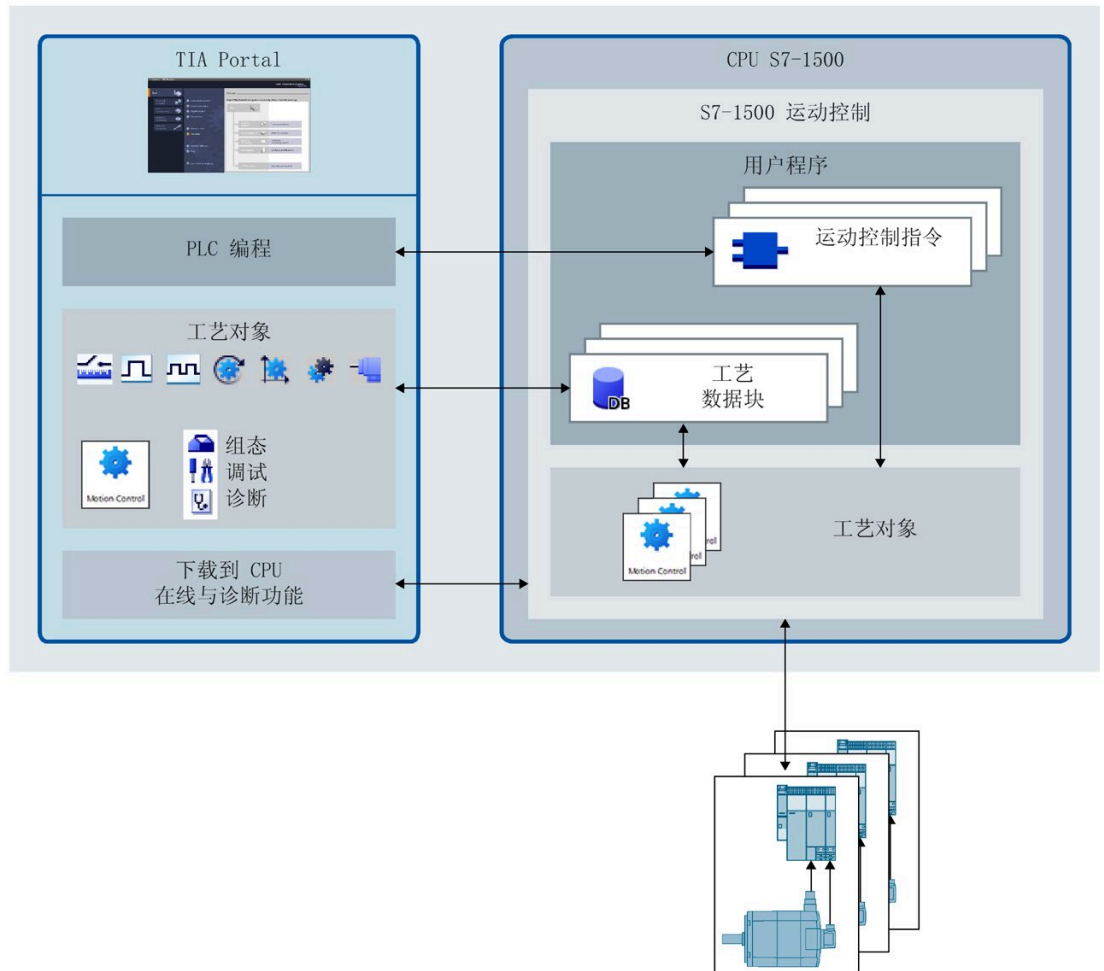 TIA Portal
PLC 编程
工艺对象
Motion Control
组态
调试
诊断
下载到 CPU
在线与诊断功能
CPU S7-1500
S7-1500 运动控制
用户程序
运动控制指令
工艺
数据块
DB
工艺对象
rol
rol
Motion Control